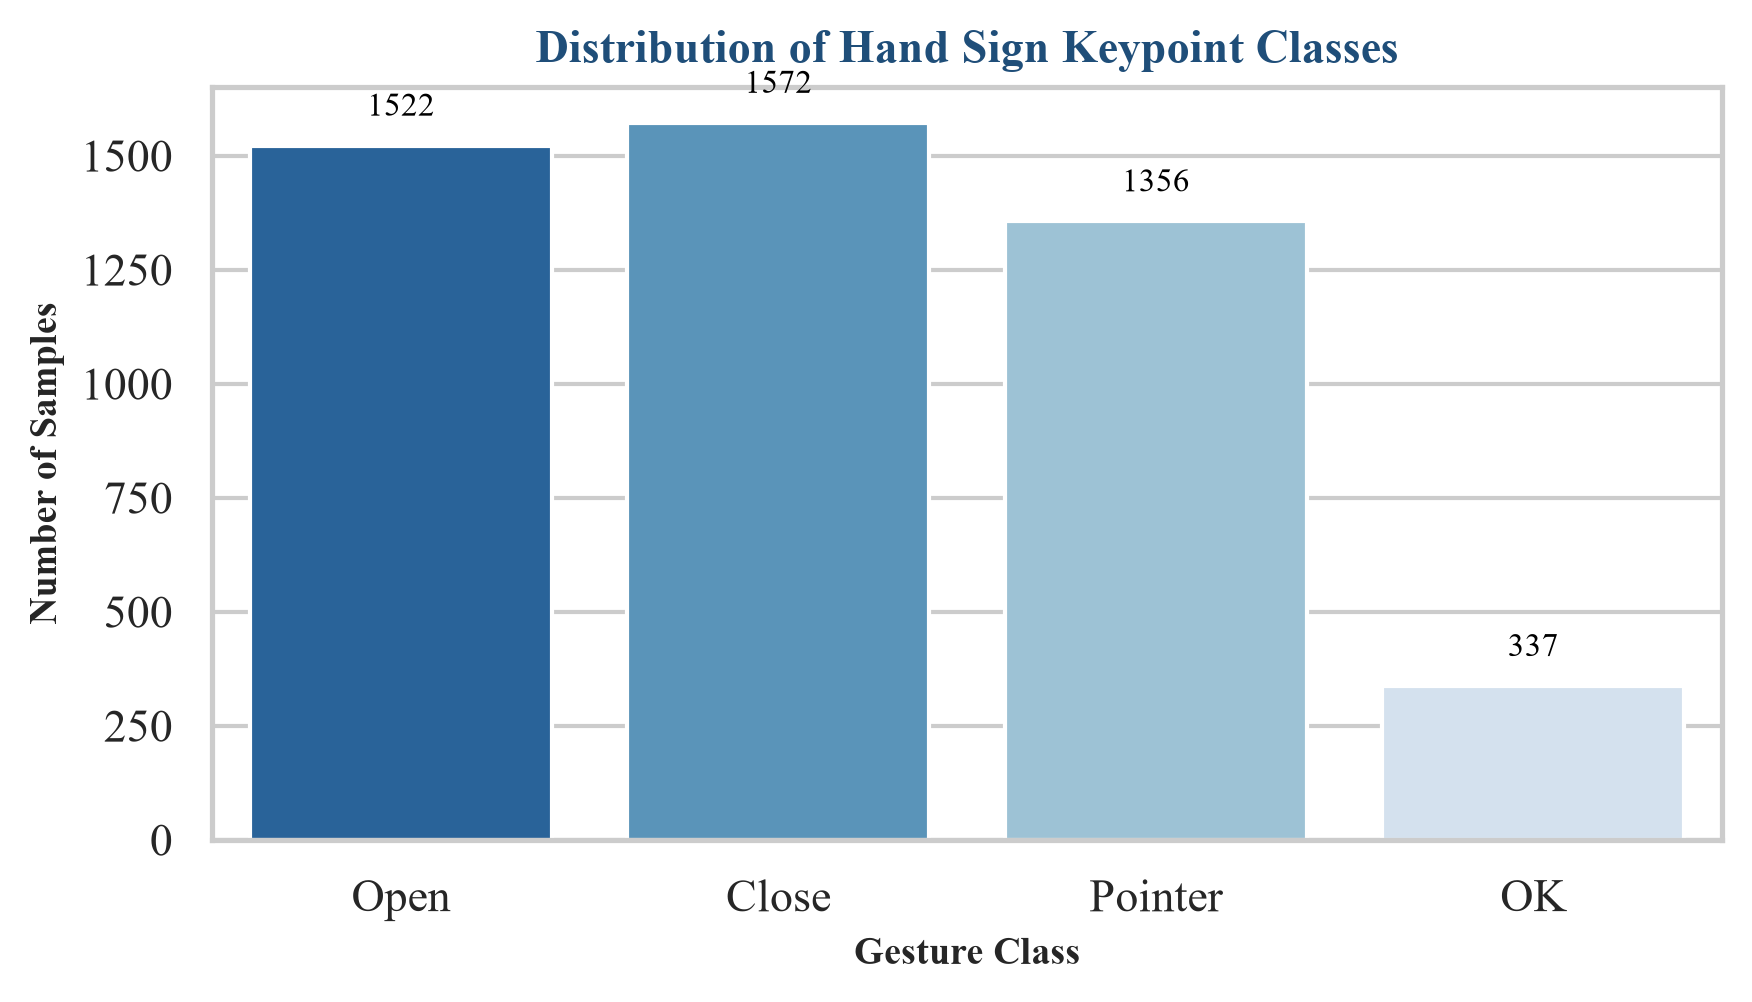 Distribution of Hand Sign Keypoint Classes
1572
1522
1500
1356
1250
1000
Number of Samples
750
500
337
250
0
Open Close Pointer OK
Gesture Class